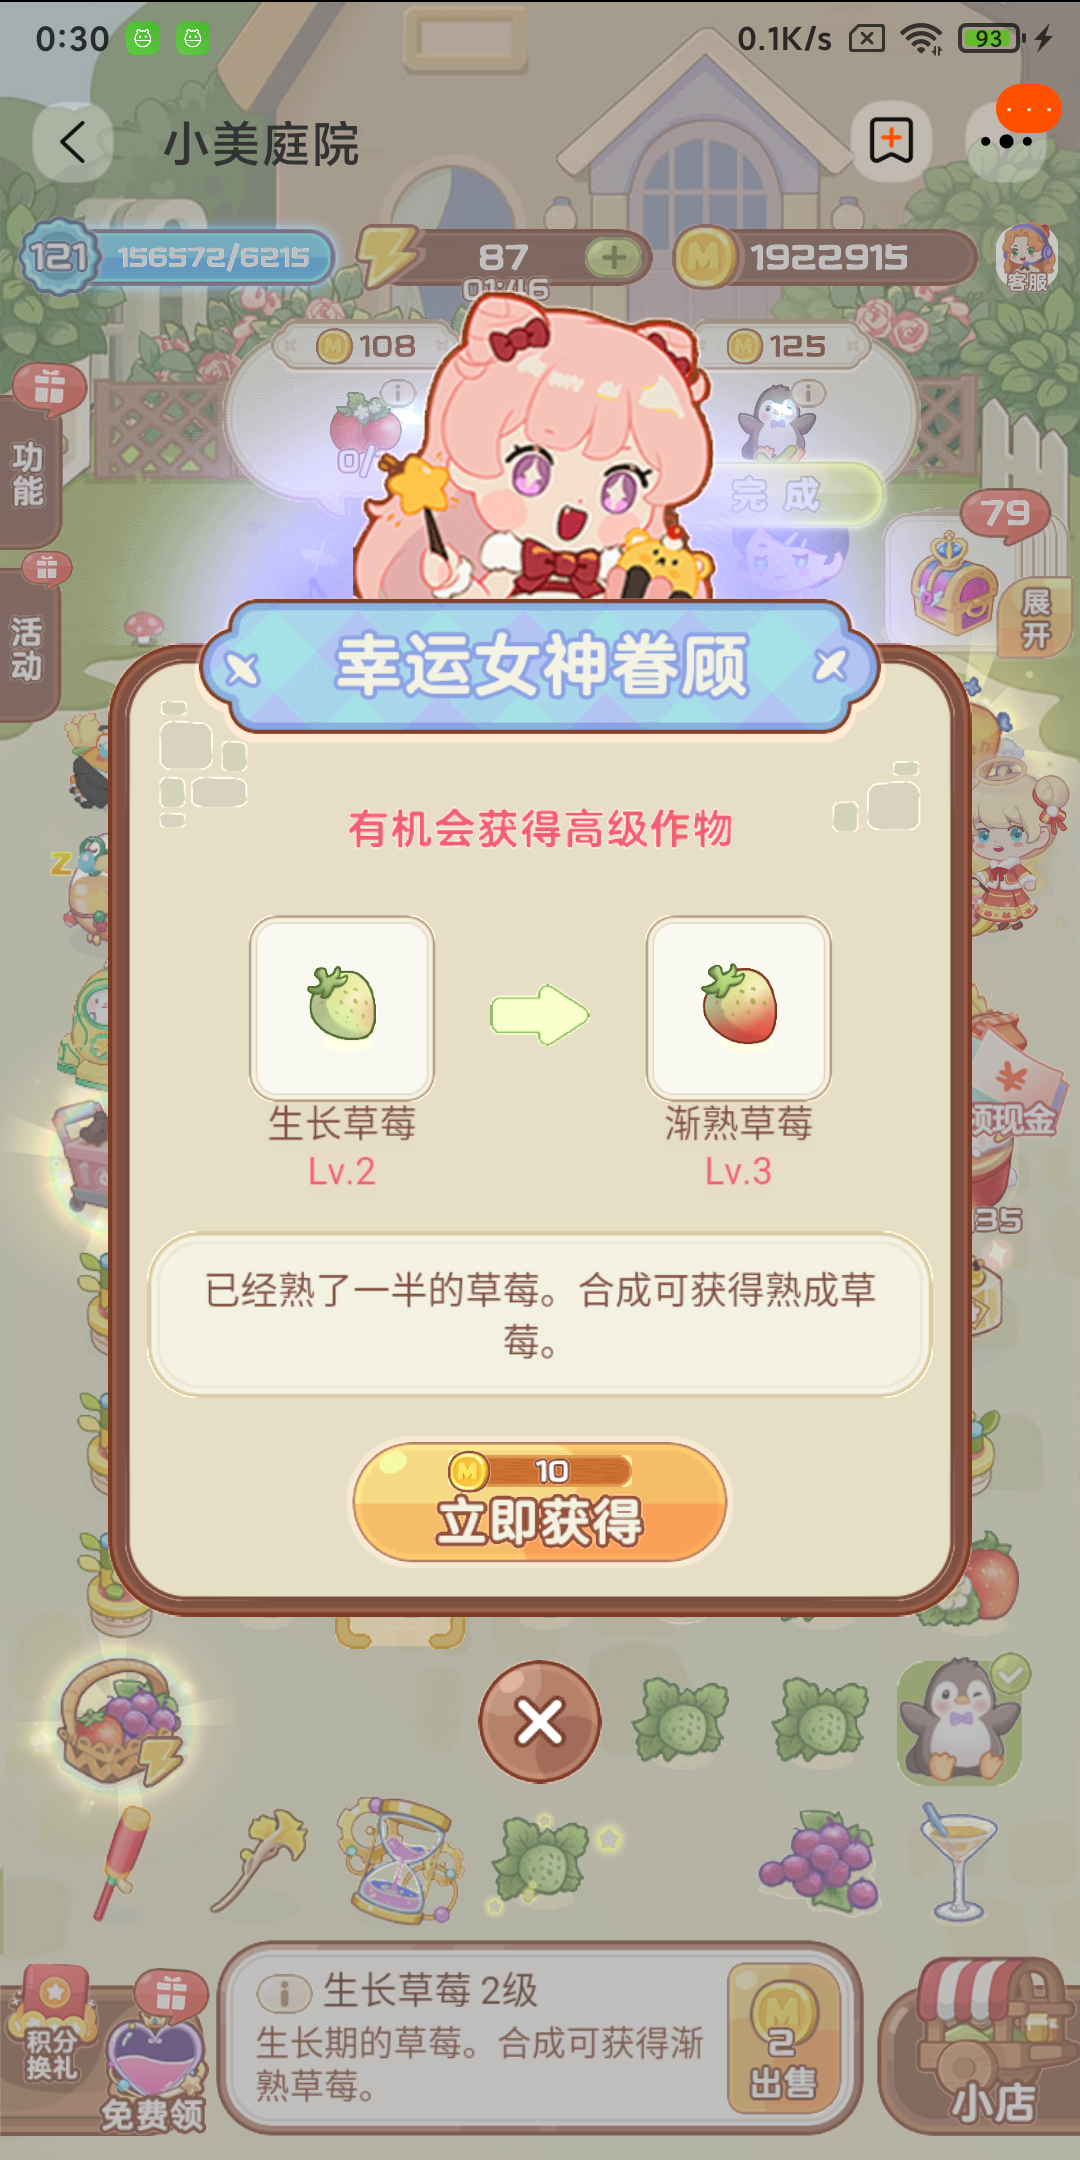 0:30
0.1K/s
93
小美庭院
121
156572/6215
87
01:46
1922915
客服
108
125
0/
功能
完成
79
展开
活动
幸运女神眷顾
有机会获得高级作物
Z
生长草莓
Lv.2
渐熟草莓
Lv.3
领现金
35
已经熟了一半的草莓。合成可获得熟成草
莓。
10
立即获得
积分
换礼
免费领
生长草莓 2级
生长期的草莓。合成可获得渐
熟草莓。
2
出售
小店